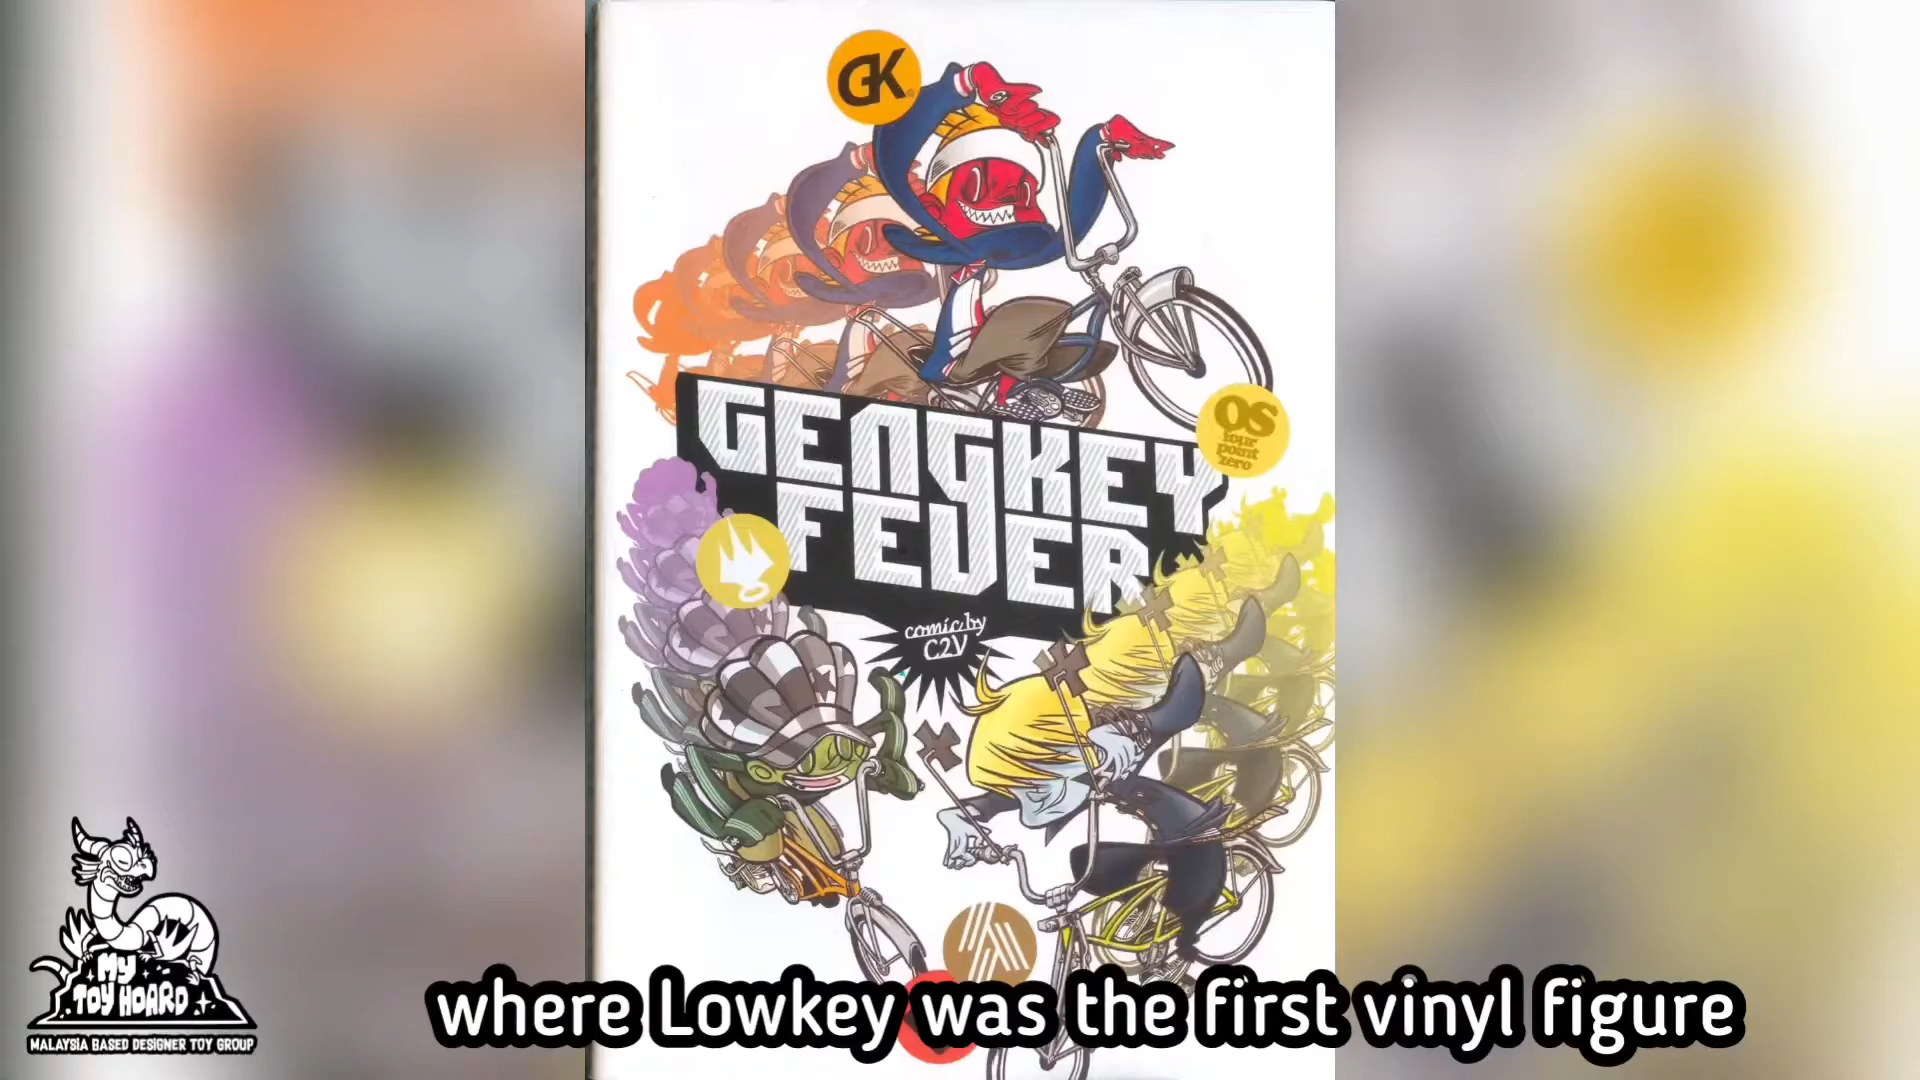 GK
GENGKEY
FEVER
QS
four
point
zero
comic by
C2V
MY
TOY HOARD
MALAYSIA BASED DESIGNER TOY GROUP
where Lowkey was the first vinyl figure